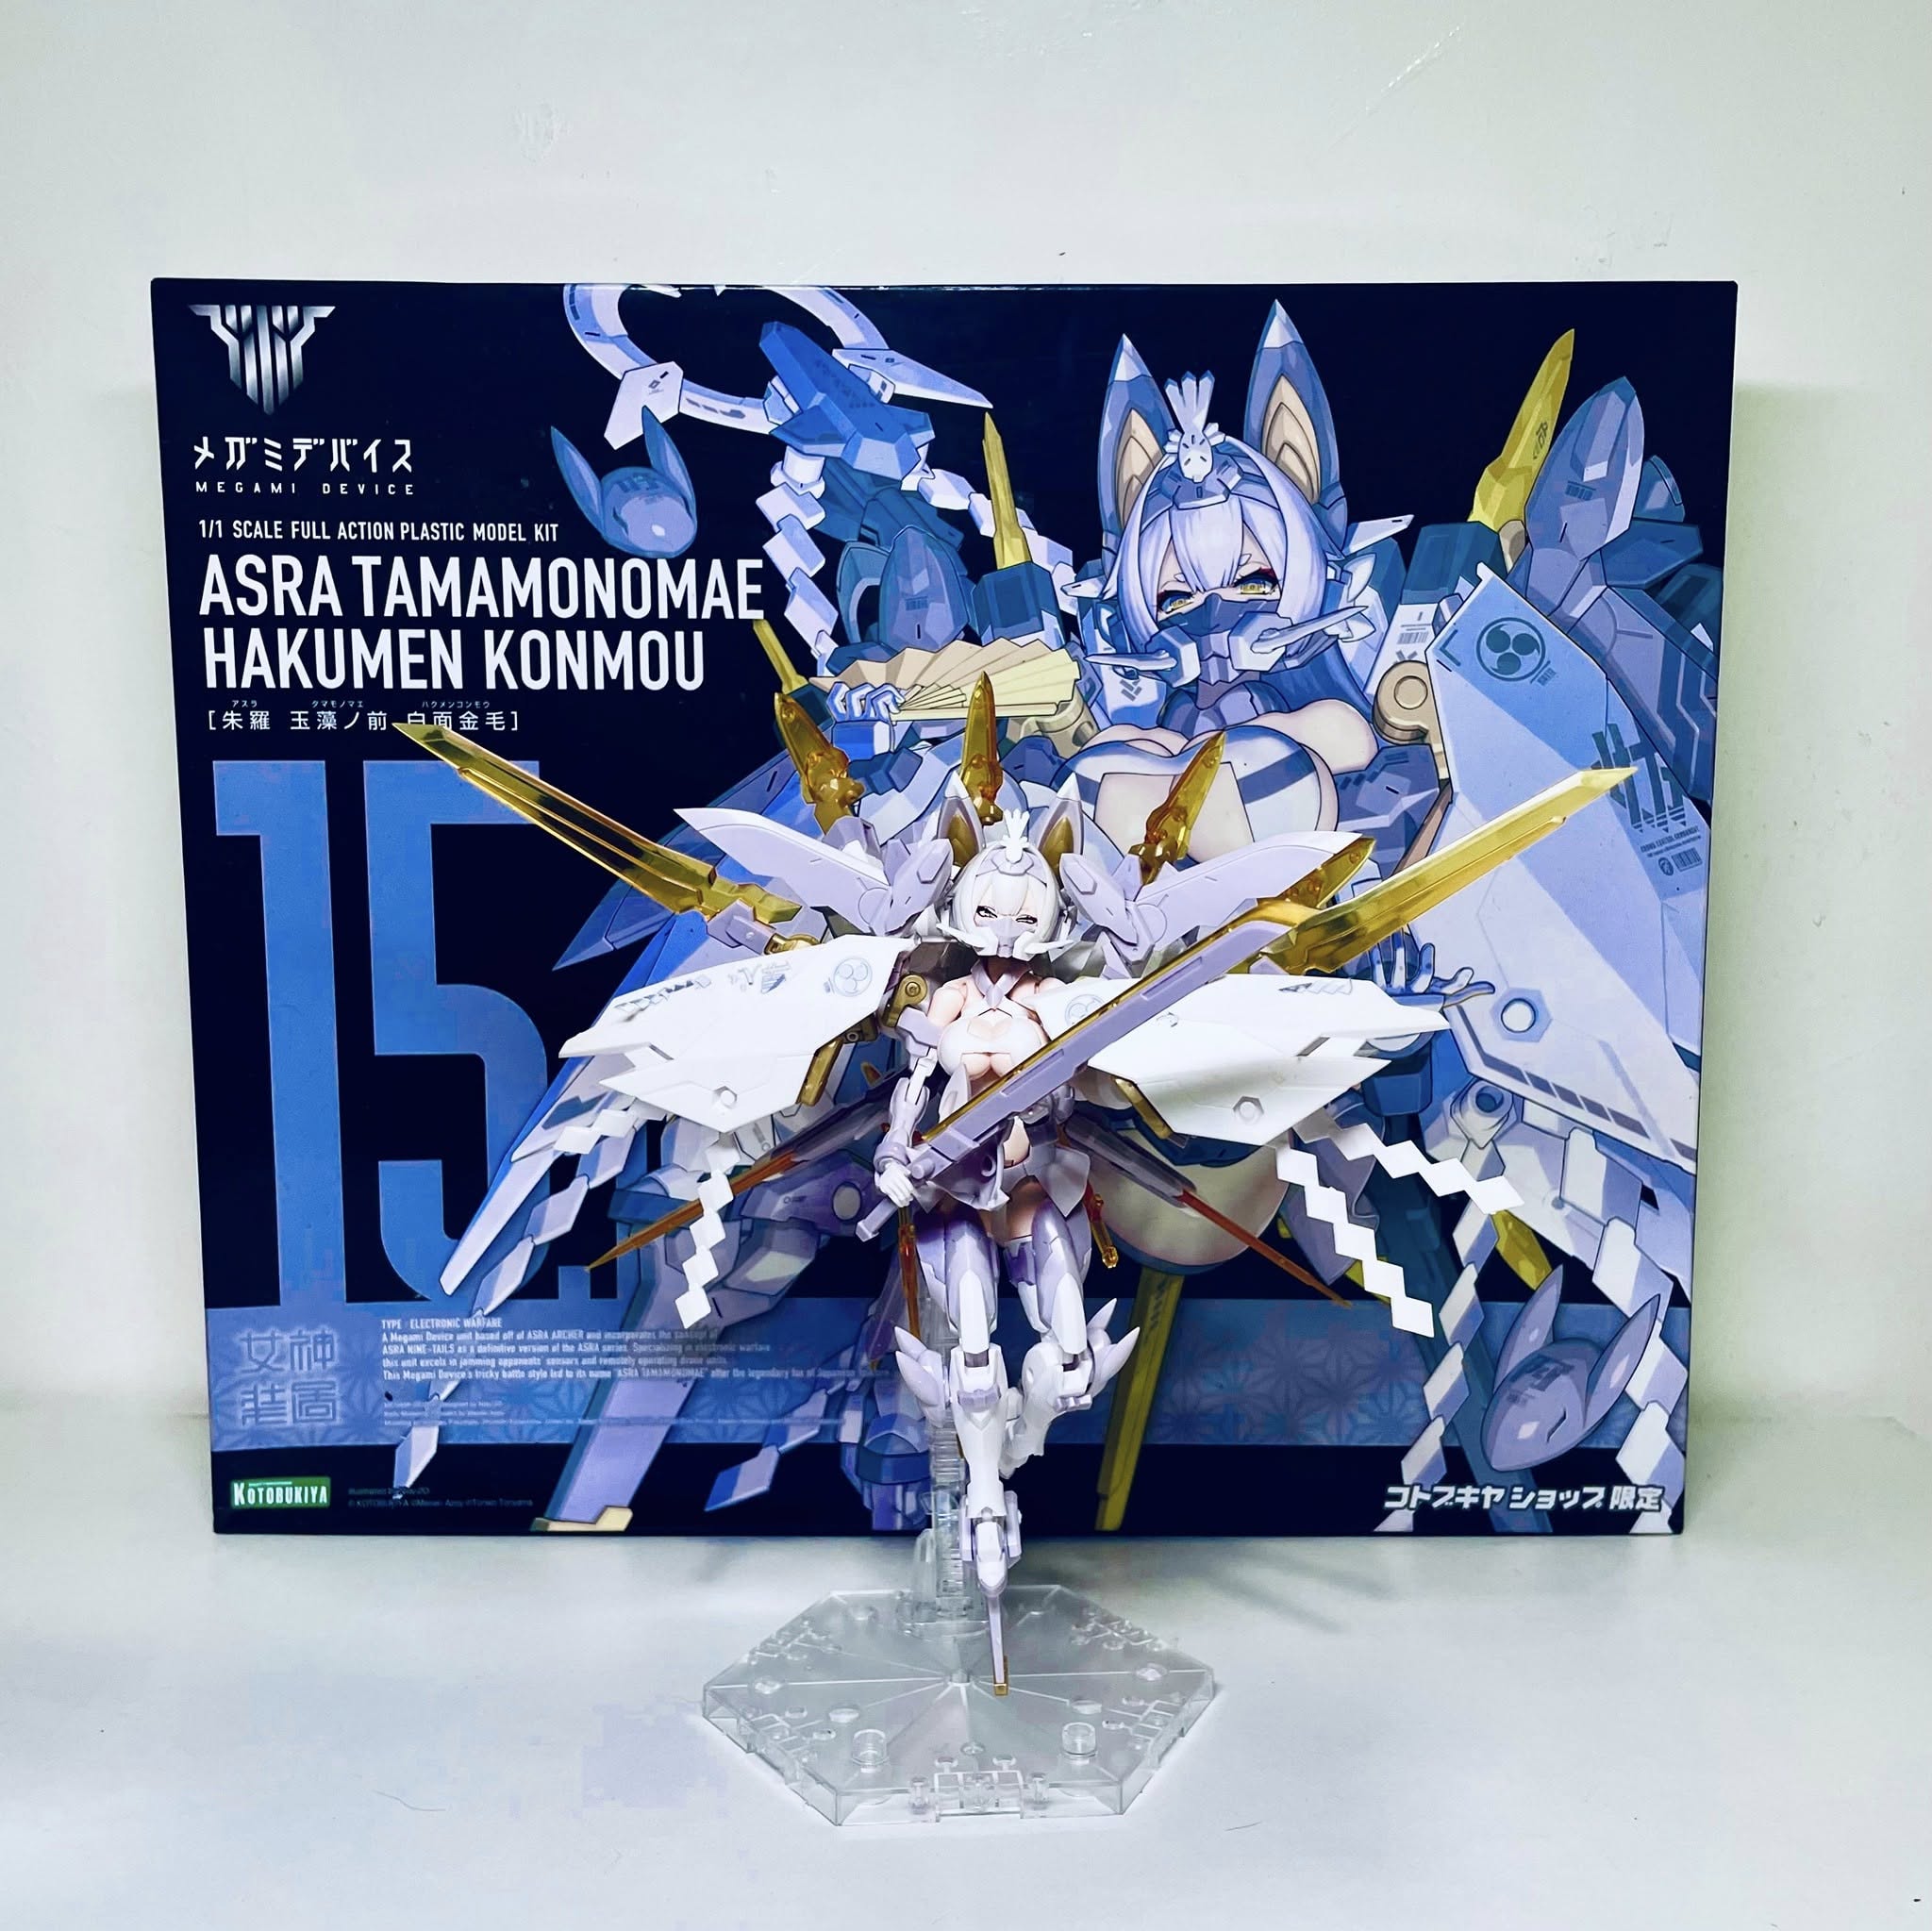 メガミデバイス
MEGAMI DEVICE
1/1 SCALE FULL ACTION PLASTIC MODEL KIT
ASRA TAMAMONOMAE
HAKUMEN KONMOU
アスラ タマモノマエ ハクメンコンモウ
[朱羅 玉藻ノ前 白面金毛]
15
女神
装置
TYPE : ELECTRONIC WARFARE
A Megami Device unit based off of ASRA ARCHER and incorporates the concept of
ASRA NINE-TAILS as a definitive version of the ASRA series. Specializing in electronic warfare
this unit excels in jamming opponents' sensors and remotely operating drone units.
This Megami Device's tricky battle style led to its name "ASRA TAMAMONOMAE" after the legendary fox of Japanese
KOTOBUKIYA
コトブキヤ ショップ 限定